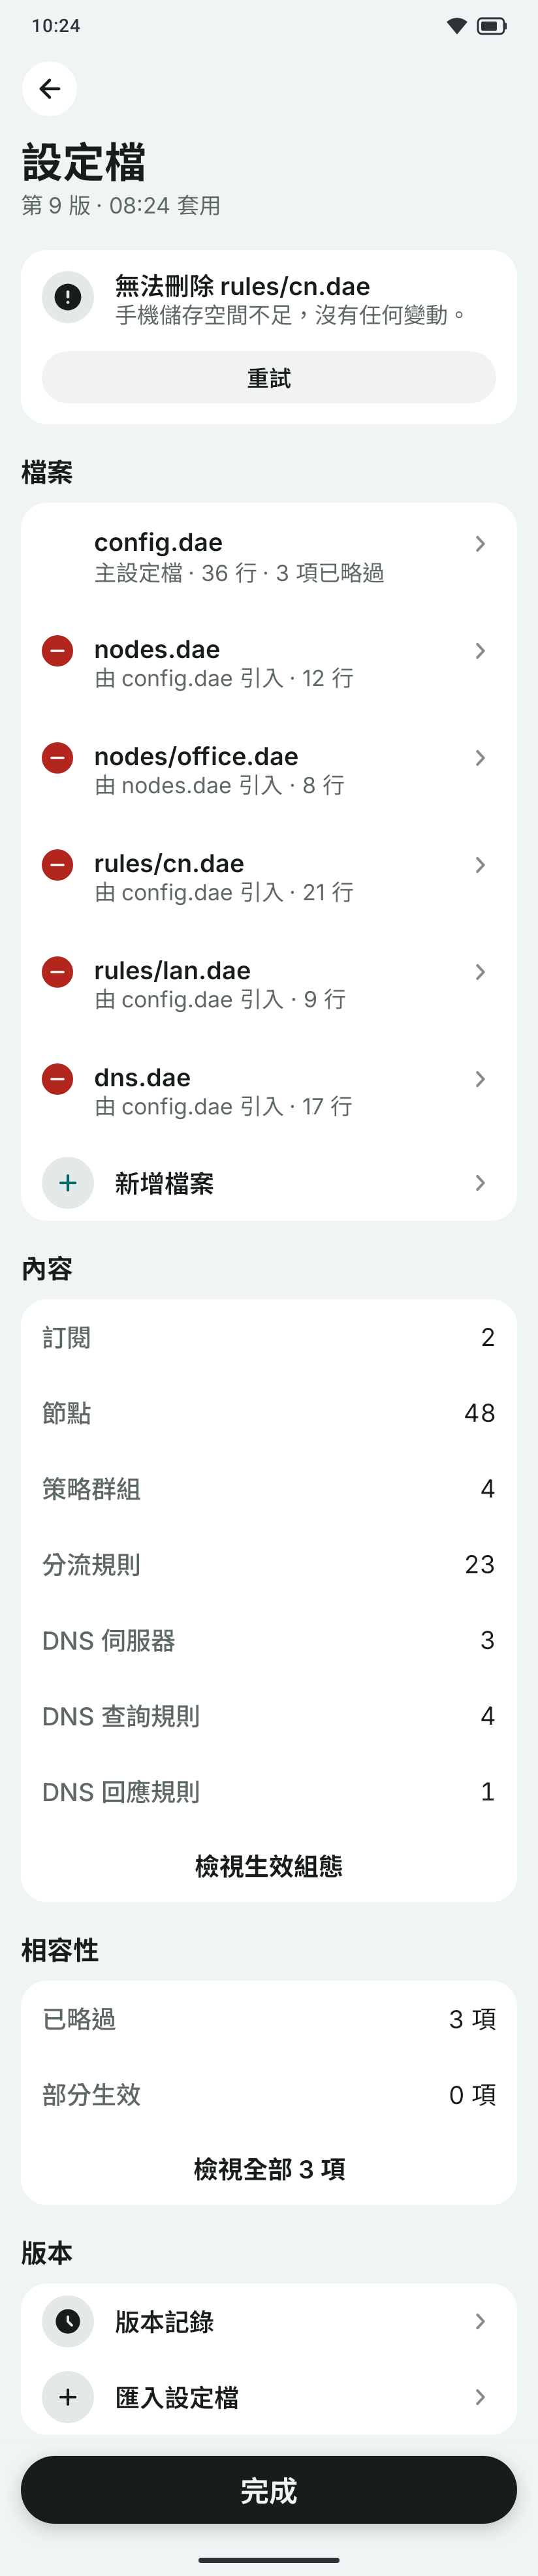 10:24
設定檔
第 9 版 · 08:24 套用
無法刪除 rules/cn.dae
手機儲存空間不足，沒有任何變動。
重試
檔案
config.dae
主設定檔 · 36 行 · 3 項已略過
nodes.dae
由 config.dae 引入 · 12 行
nodes/office.dae
由 nodes.dae 引入 · 8 行
rules/cn.dae
由 config.dae 引入 · 21 行
rules/lan.dae
由 config.dae 引入 · 9 行
dns.dae
由 config.dae 引入 · 17 行
新增檔案
內容
訂閱 2
節點 48
策略群組 4
分流規則 23
DNS 伺服器 3
DNS 查詢規則 4
DNS 回應規則 1
檢視生效組態
相容性
已略過 3 項
部分生效 0 項
檢視全部 3 項
版本
版本記錄
匯入設定檔
完成